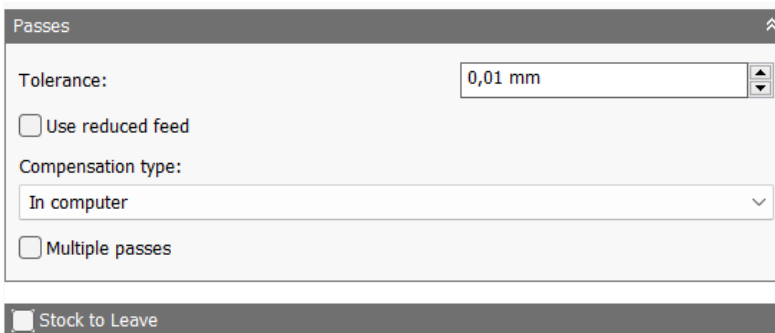 Passes
Tolerance: 0,01 mm
Use reduced feed
Compensation type:
In computer
Multiple passes
Stock to Leave